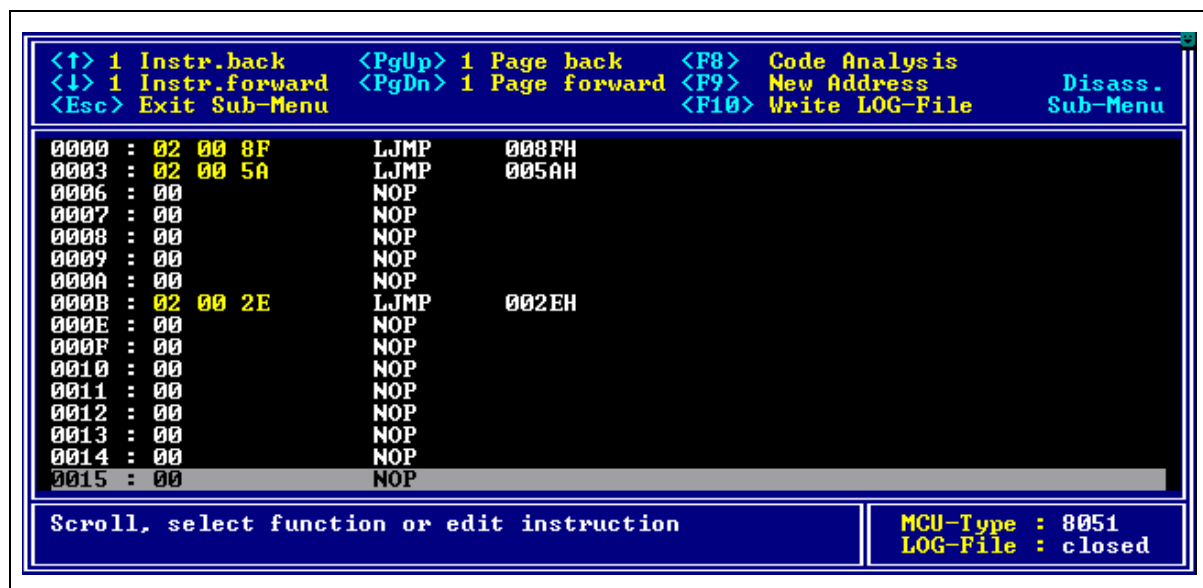 <↑> 1 Instr.back <PgUp> 1 Page back <F8> Code Analysis
<↓> 1 Instr.forward <PgDn> 1 Page forward <F9> New Address Disass.
<Esc> Exit Sub-Menu <F10> Write LOG-File Sub-Menu
0000 : 02 00 8F LJMP 008FH
0003 : 02 00 5A LJMP 005AH
0006 : 00 NOP
0007 : 00 NOP
0008 : 00 NOP
0009 : 00 NOP
000A : 00 NOP
000B : 02 00 2E LJMP 002EH
000E : 00 NOP
000F : 00 NOP
0010 : 00 NOP
0011 : 00 NOP
0012 : 00 NOP
0013 : 00 NOP
0014 : 00 NOP
0015 : 00 NOP
Scroll, select function or edit instruction MCU-Type : 8051
LOG-File : closed